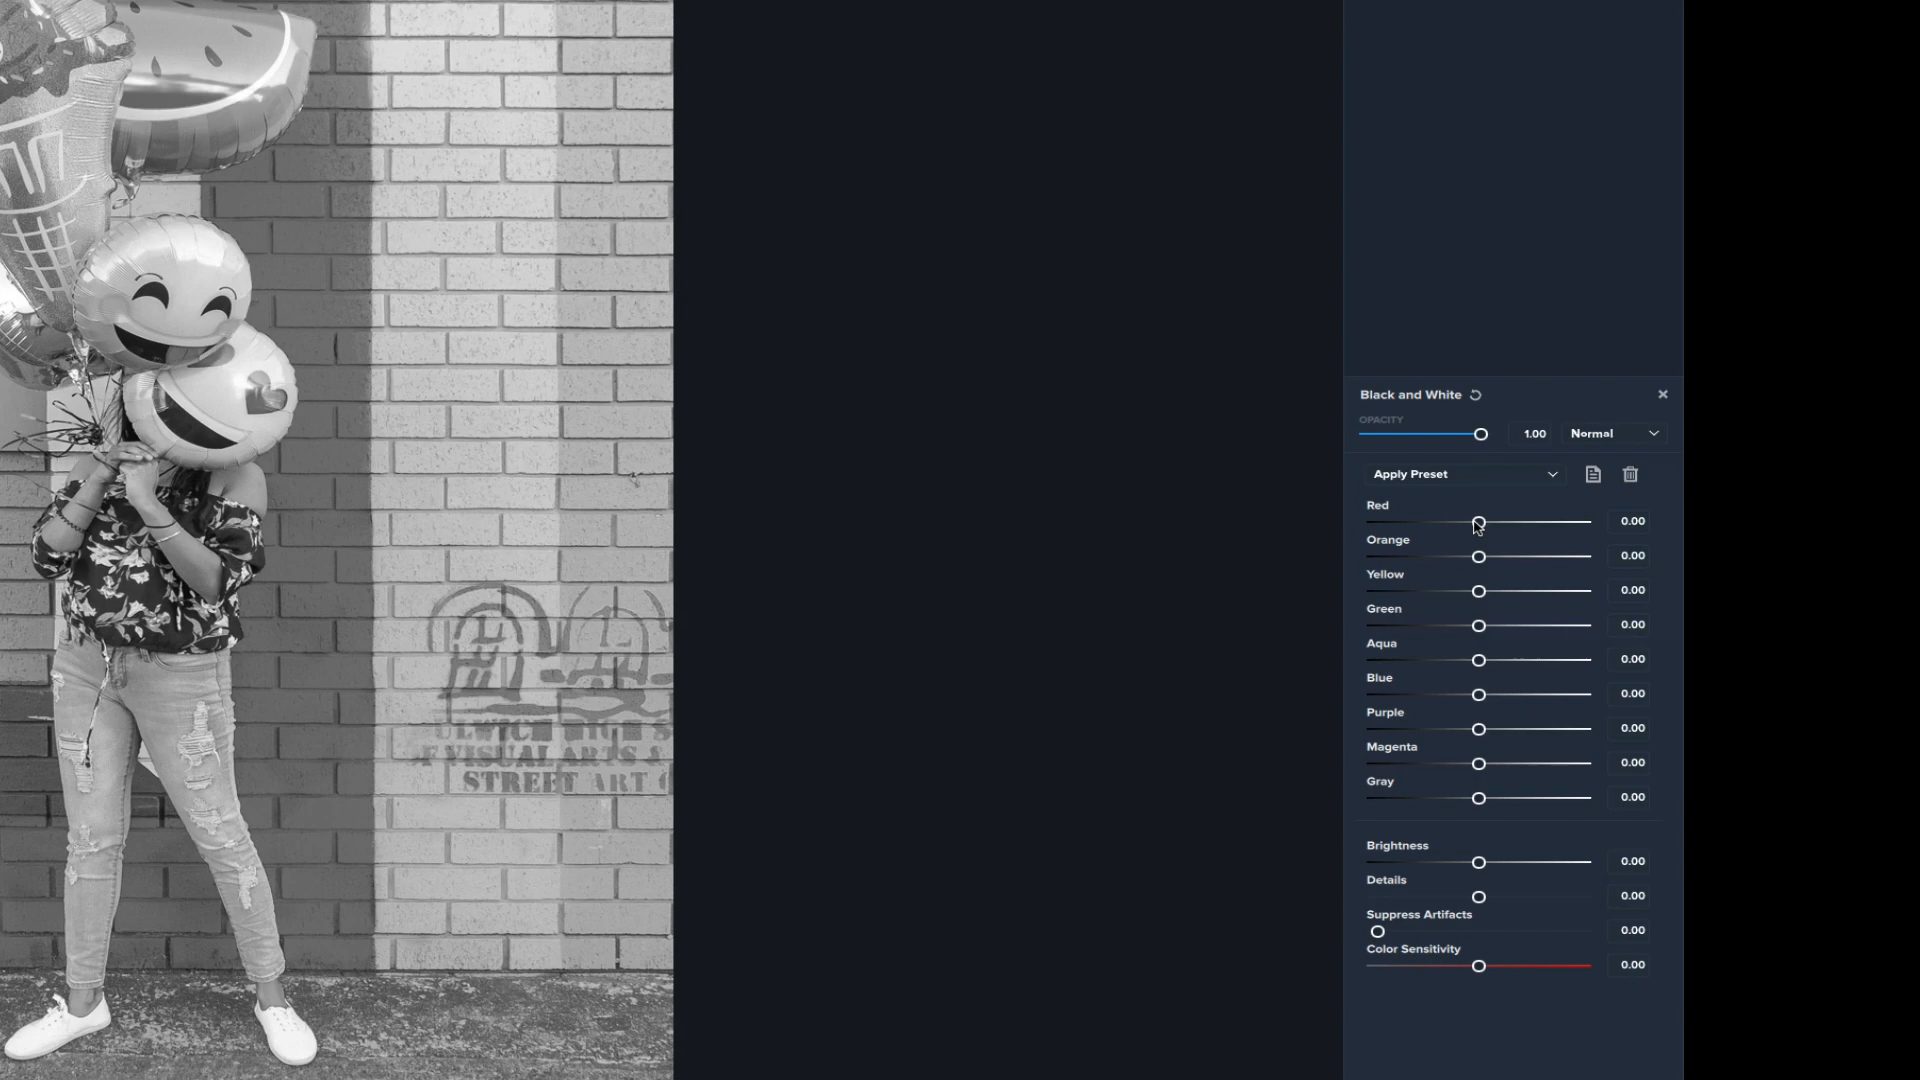 Black and White
OPACITY
1.00
Normal
Apply Preset
Red
0.00
Orange
0.00
Yellow
0.00
Green
0.00
Aqua
0.00
Blue
0.00
Purple
0.00
Magenta
0.00
Gray
0.00
Brightness
0.00
Details
0.00
Suppress Artifacts
0.00
Color Sensitivity
0.00
F VISUAL ARTS &
STREET ART